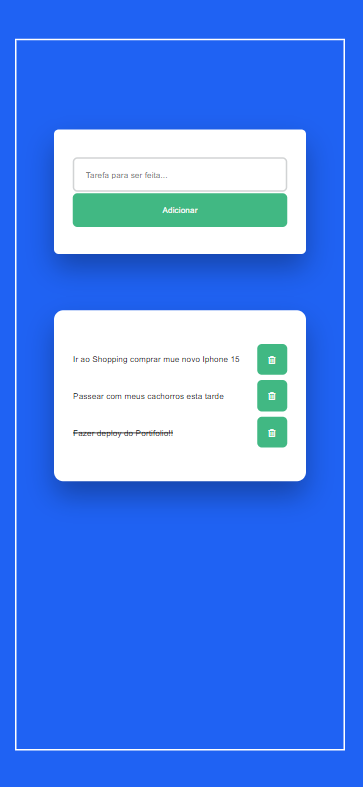 Tarefa para ser feita...
Adicionar
Ir ao Shopping comprar mue novo Iphone 15
Passear com meus cachorros esta tarde
Fazer deploy do Portifolio!!